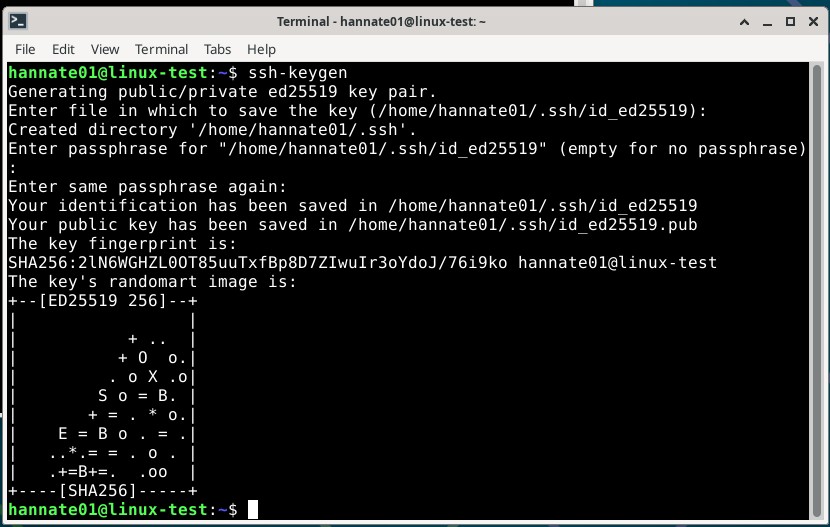 Terminal - hannate01@linux-test: ~
File Edit View Terminal Tabs Help
hannate01@linux-test:~$ ssh-keygen
Generating public/private ed25519 key pair.
Enter file in which to save the key (/home/hannate01/.ssh/id_ed25519):
Created directory '/home/hannate01/.ssh'.
Enter passphrase for "/home/hannate01/.ssh/id_ed25519" (empty for no passphrase)
:
Enter same passphrase again:
Your identification has been saved in /home/hannate01/.ssh/id_ed25519
Your public key has been saved in /home/hannate01/.ssh/id_ed25519.pub
The key fingerprint is:
SHA256:2lN6WGHZL0OT85uuTxfBp8D7ZIwuIr3oYdoJ/76i9ko hannate01@linux-test
The key's randomart image is:
+--[ED25519 256]--+
|                 |
|           + ..  |
|          + O  o.|
|         . o X .o|
|        S o = B. |
|       + = . * o.|
|    E = B o . = .|
|   ..*.= = . o . |
|   .+=B+=.  .oo  |
+----[SHA256]-----+
hannate01@linux-test:~$